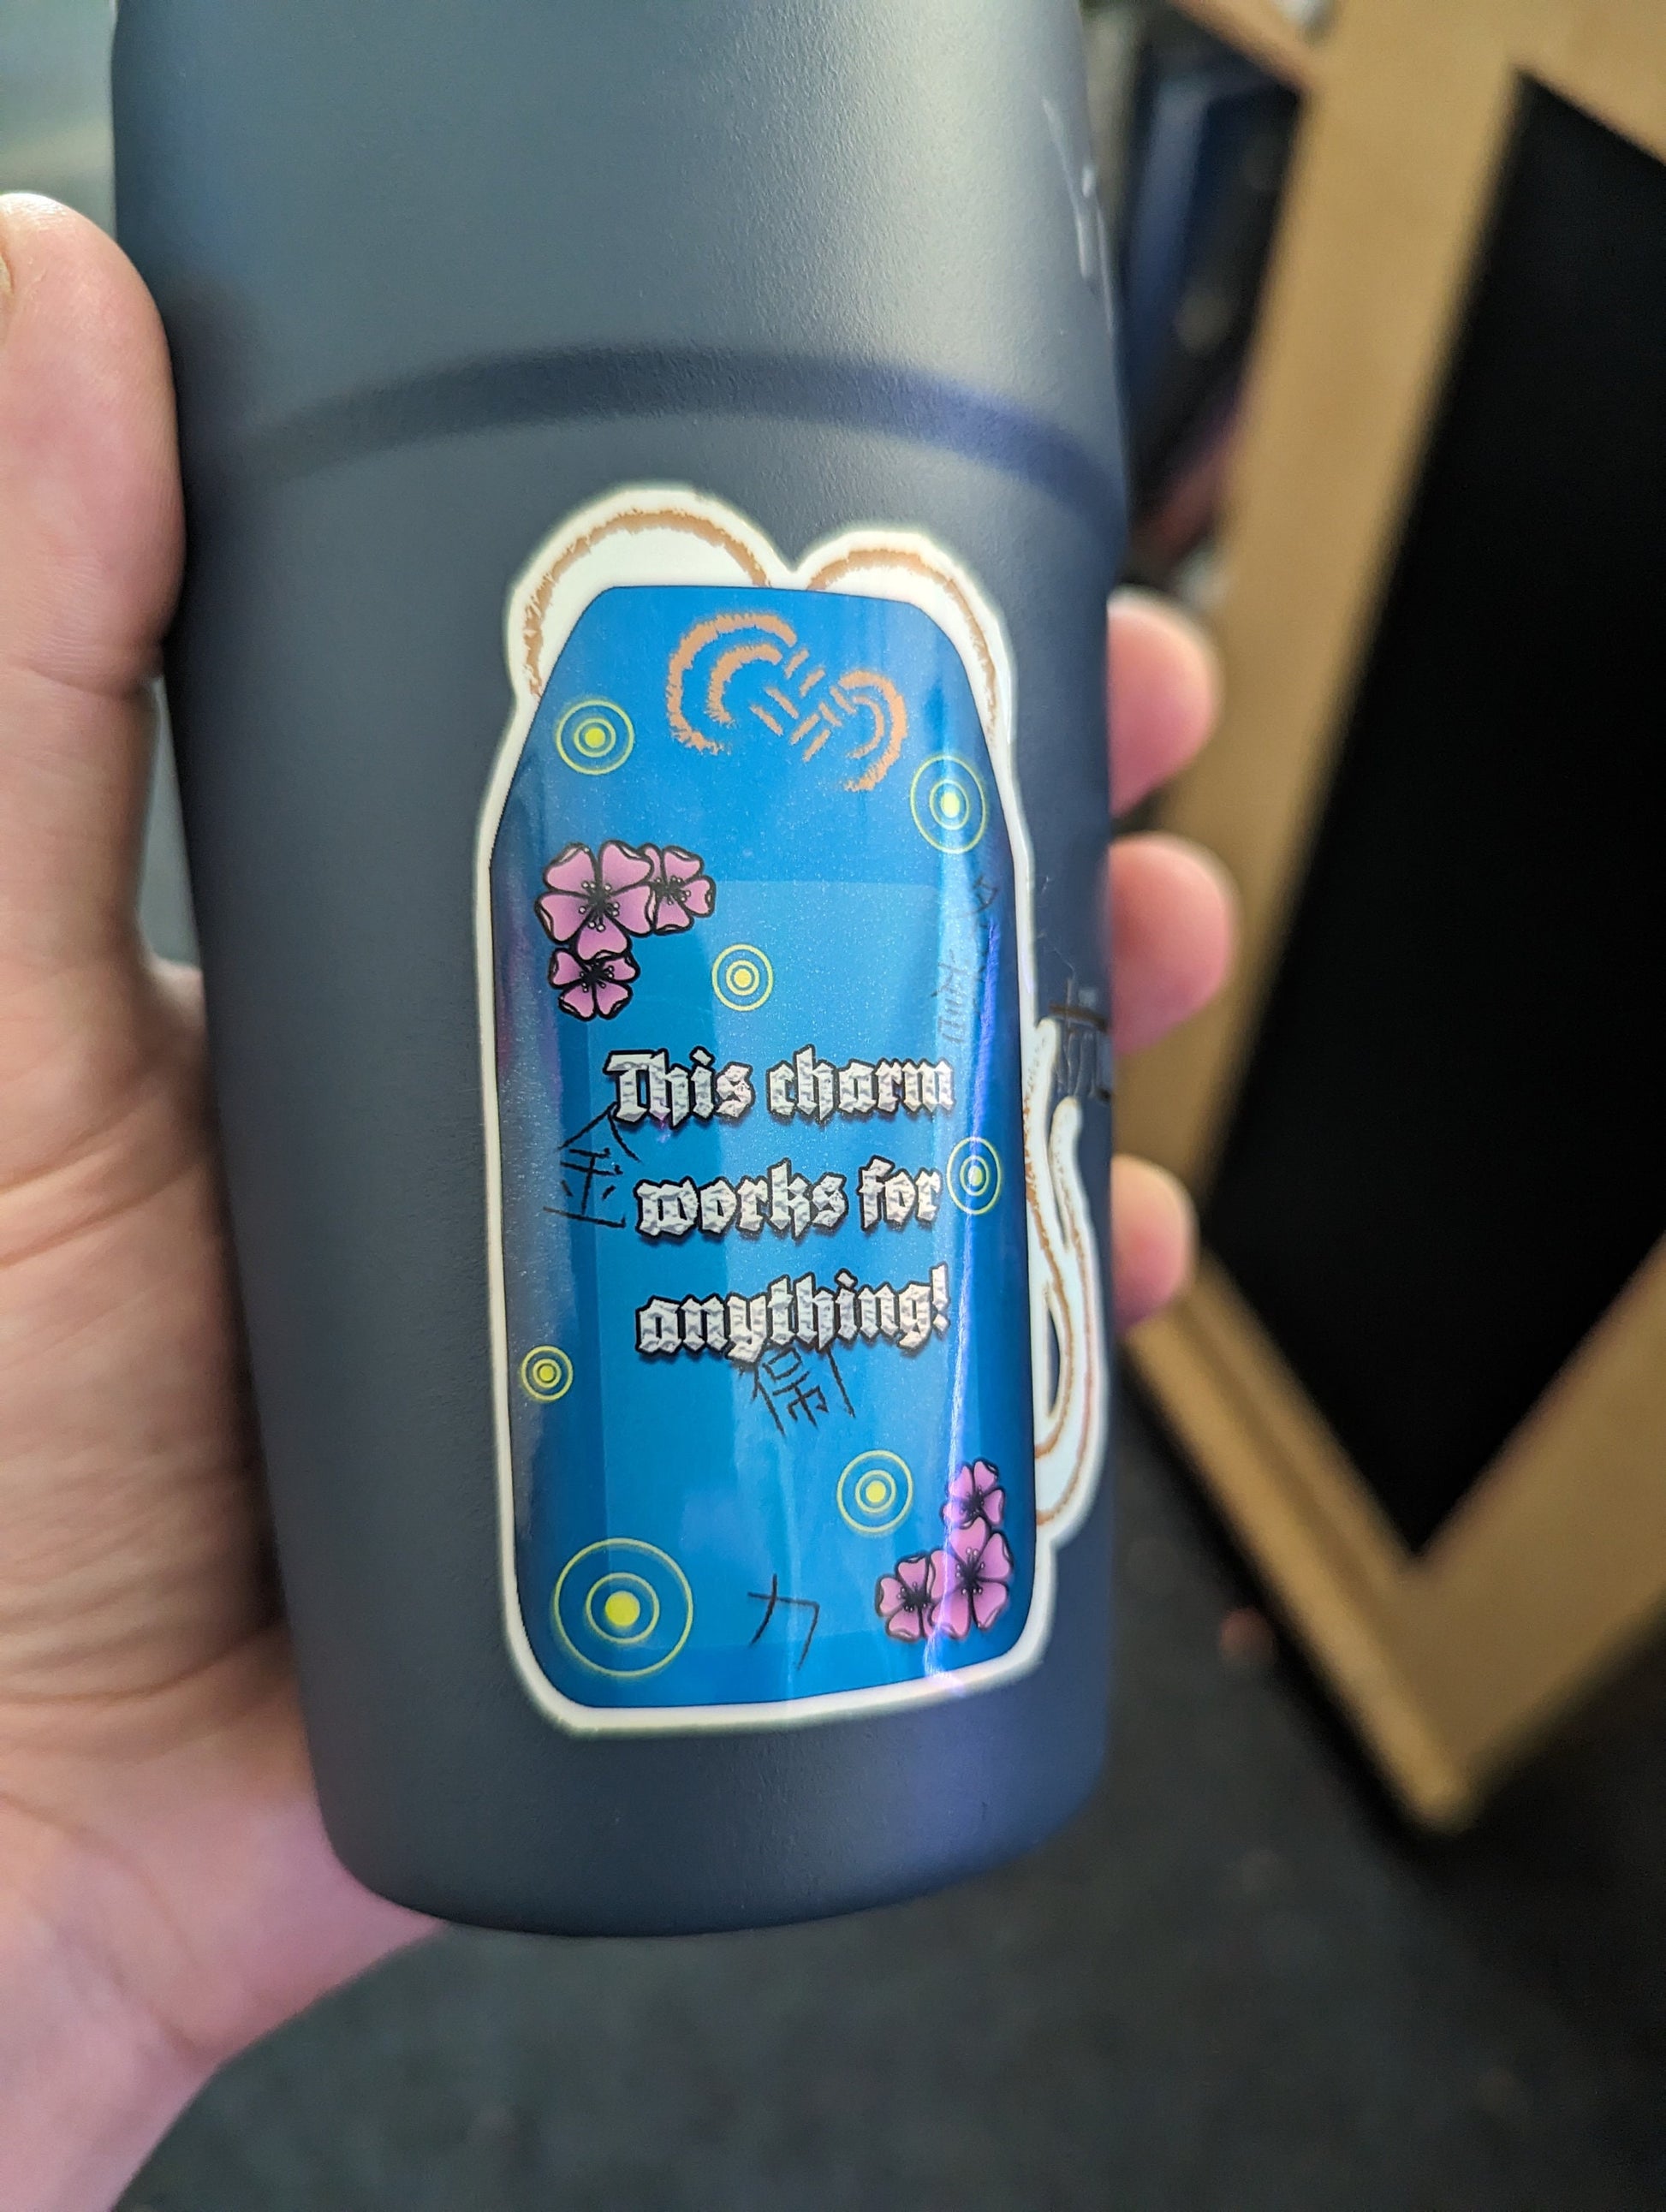 This charm
金
works for
anything!
力